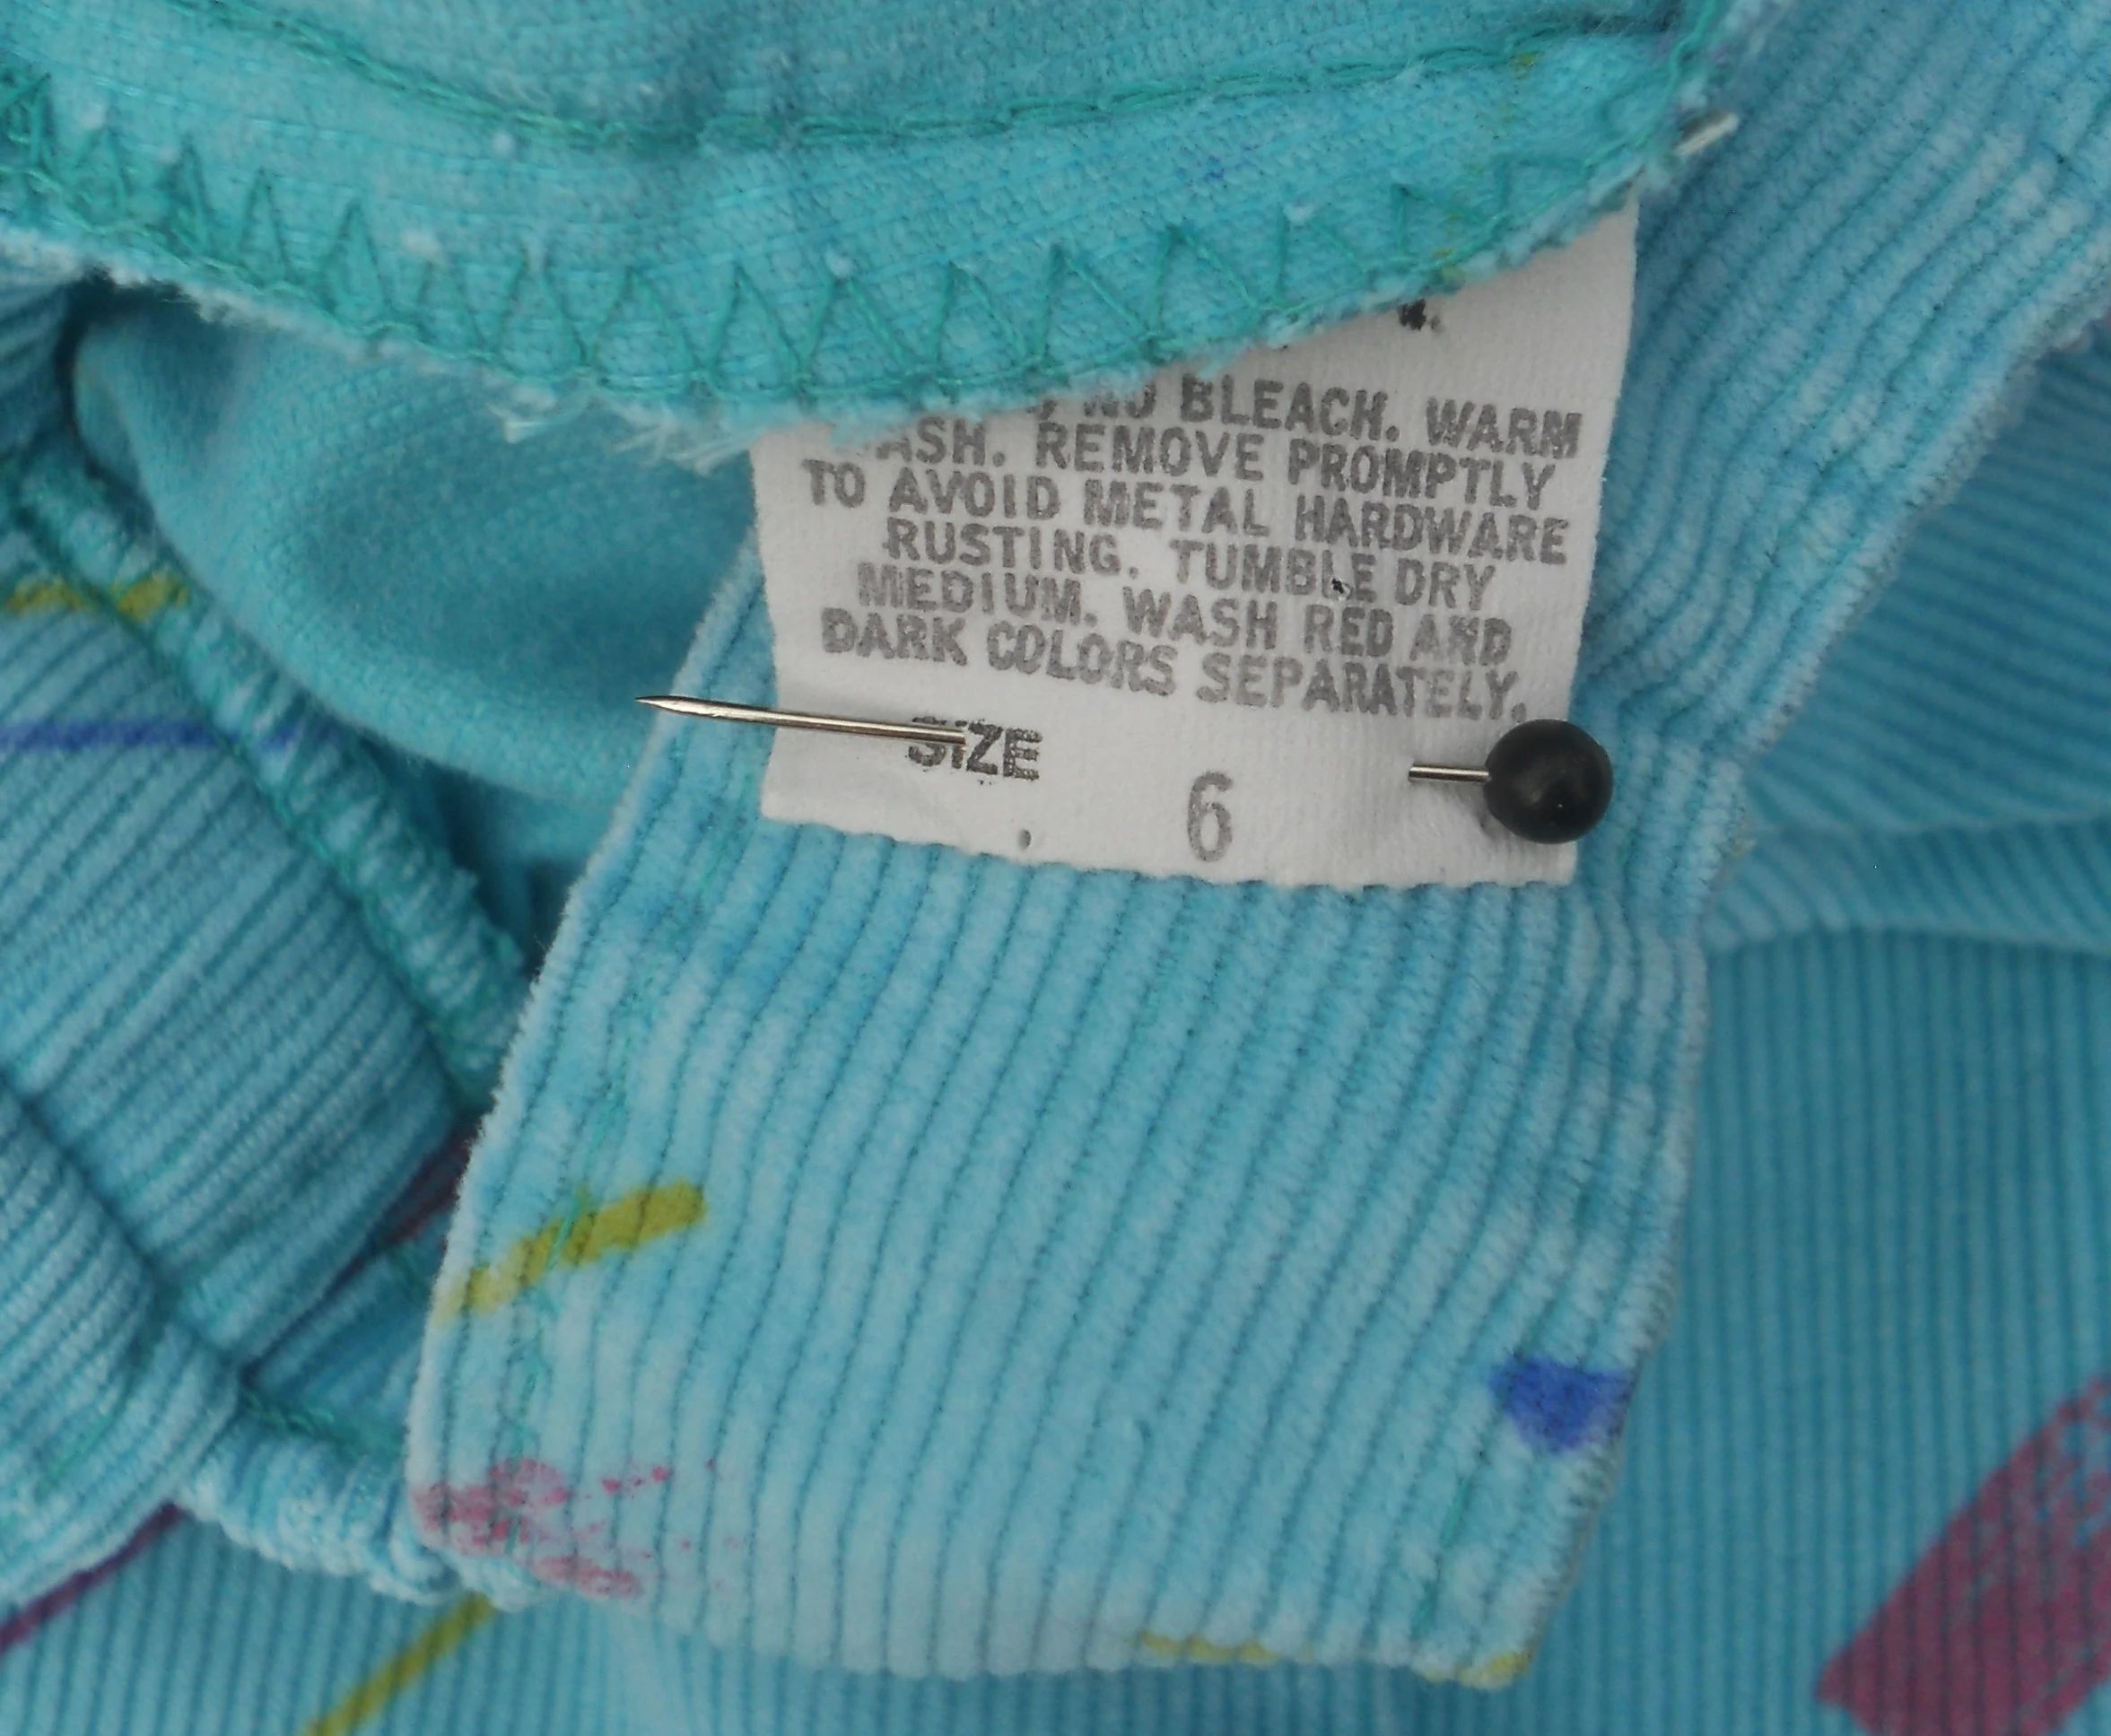 NO BLEACH. WARM
WASH. REMOVE PROMPTLY
TO AVOID METAL HARDWARE
RUSTING. TUMBLE DRY
MEDIUM. WASH RED AND
DARK COLORS SEPARATELY.
SIZE
6